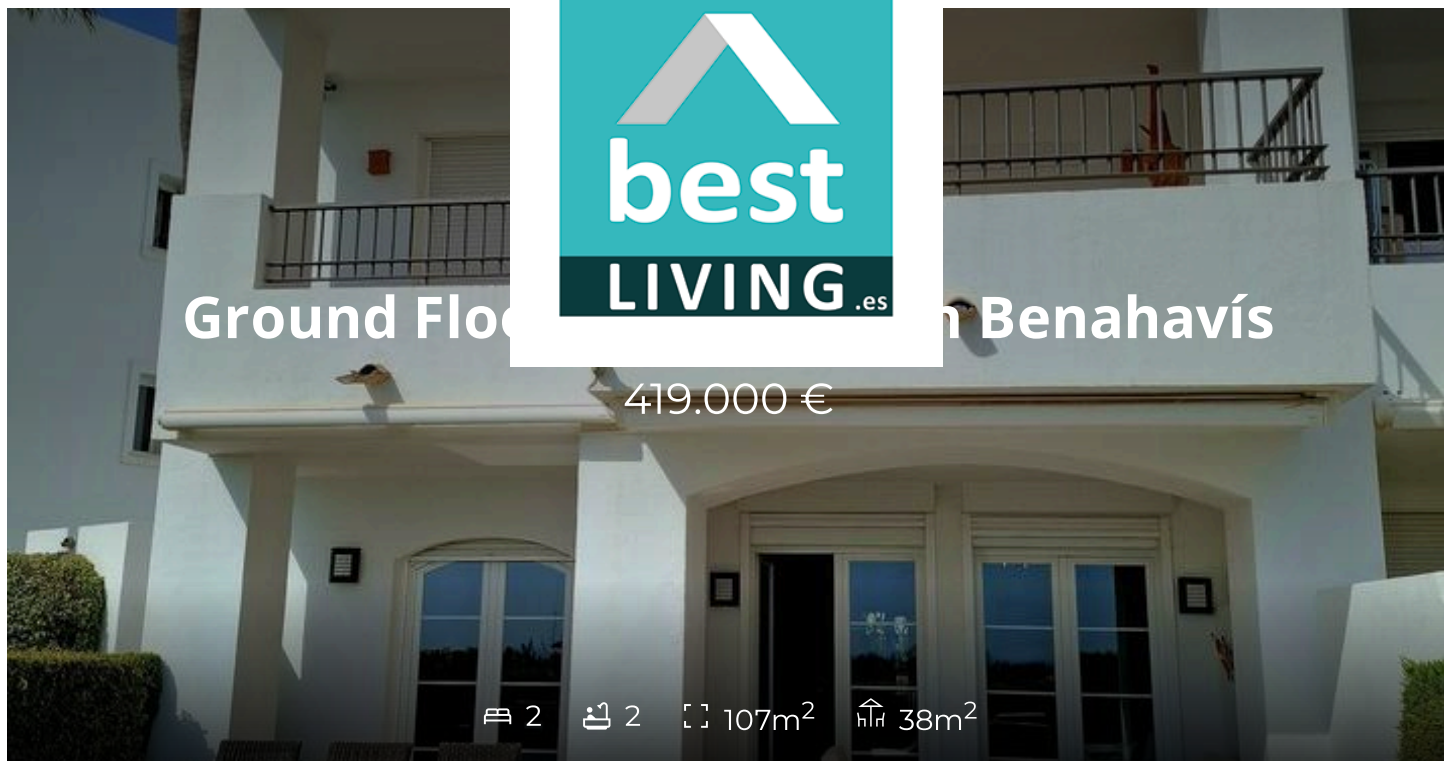 best
LIVING.es
Ground Floo n Benahavís
419.000 €
2 2 107m² 38m²